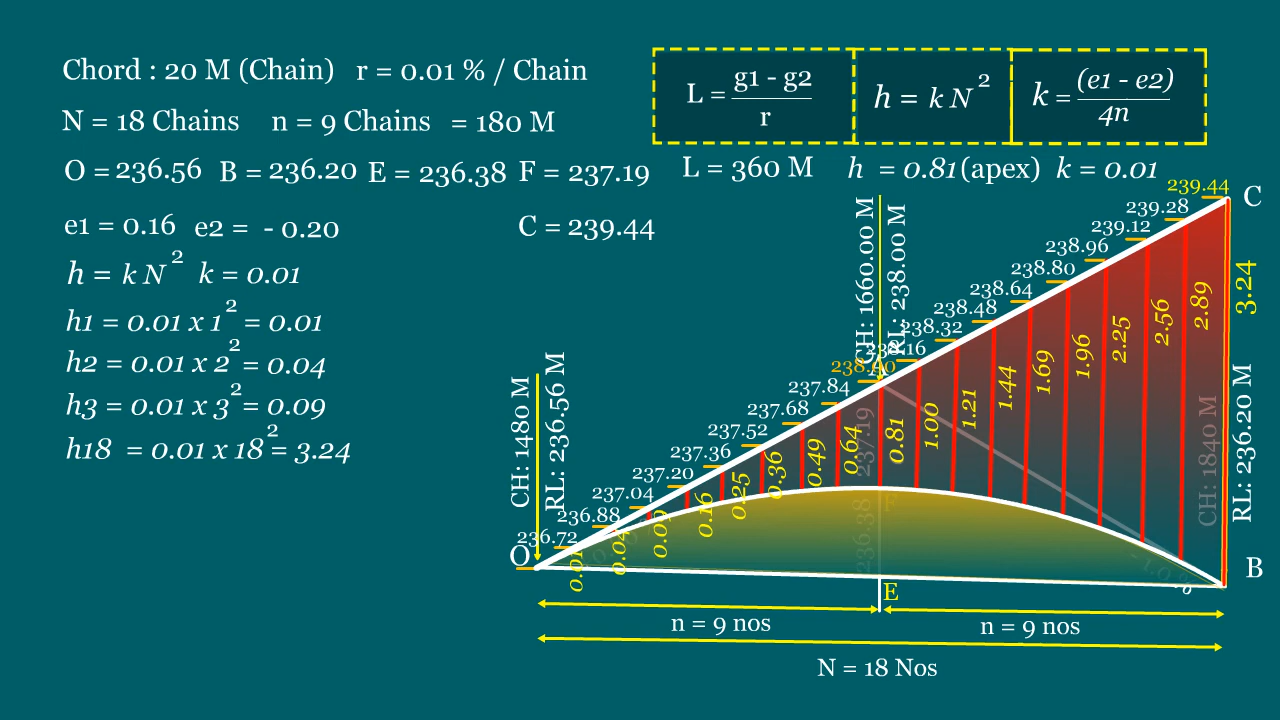 Chord : 20 M (Chain) r = 0.01 % / Chain
N = 18 Chains n = 9 Chains = 180 M
O = 236.56 B = 236.20 E = 236.38 F = 237.19
e1 = 0.16 e2 = - 0.20 C = 239.44
h = k N 2 k = 0.01
h1 = 0.01 x 1 2 = 0.01
h2 = 0.01 x 2 2 = 0.04
h3 = 0.01 x 3 2 = 0.09
h18 = 0.01 x 18 2 = 3.24
L = g1 - g2
r
h = k N 2
k = (e1 - e2)
4n
L = 360 M h = 0.81(apex) k = 0.01
239.44
C
239.28
239.12
238.96
238.80
238.64
238.48
238.32
238.16
238.00
237.84
237.68
237.52
237.36
237.20
237.04
236.88
236.72
CH: 1480 M
RL: 236.56 M
CH: 1660.00 M
RL: 238.00 M
A
CH: 1840 M
RL: 236.20 M
0.01
0.04
0.09
0.16
0.25
0.36
0.49
0.64
0.81
1.00
1.21
1.44
1.69
1.96
2.25
2.56
2.89
3.24
237.19
F
236.38
O
B
E
n = 9 nos
n = 9 nos
N = 18 Nos